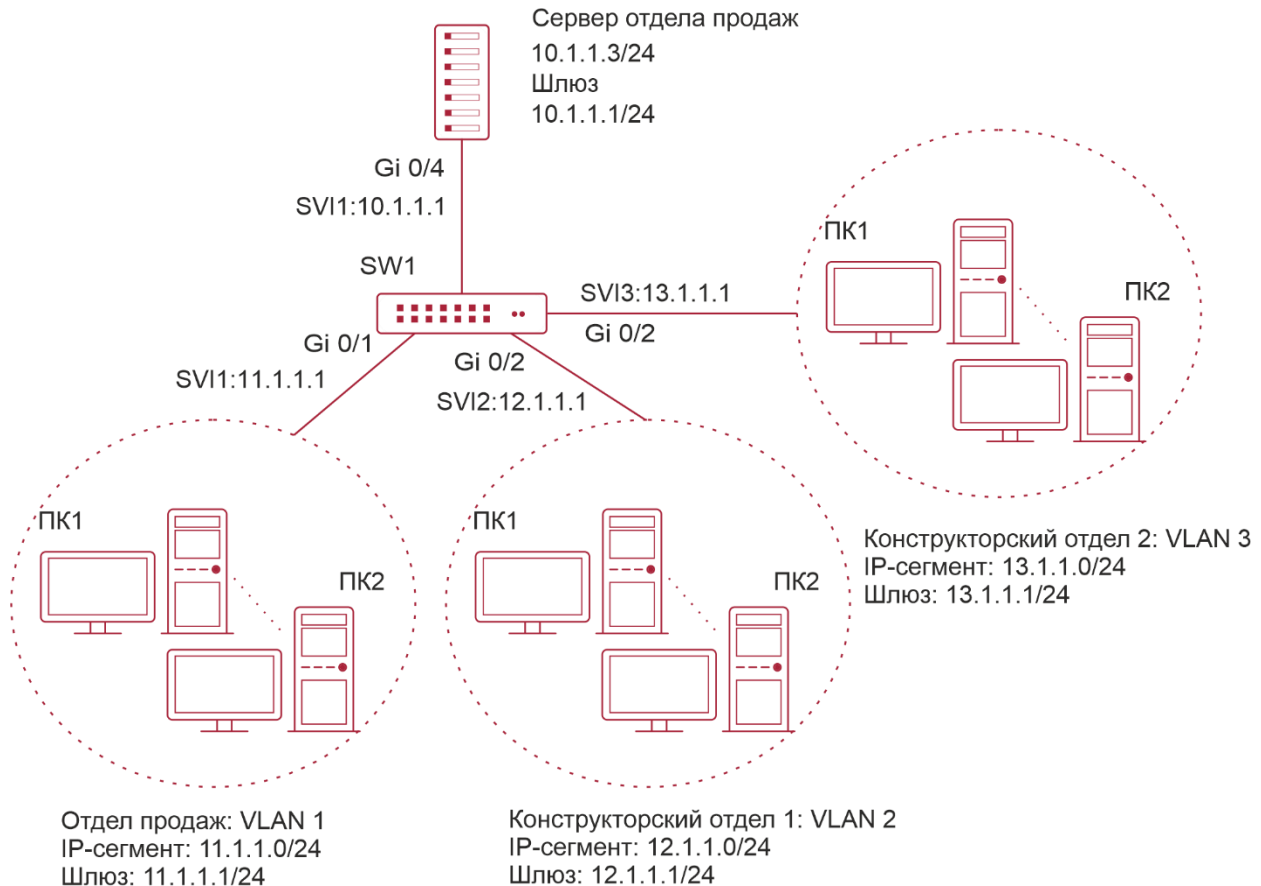 Сервер отдела продаж
10.1.1.3/24
Шлюз
10.1.1.1/24
Gi 0/4
SVI1:10.1.1.1
SW1
SVI3:13.1.1.1
Gi 0/2
Gi 0/1
SVI1:11.1.1.1
Gi 0/2
SVI2:12.1.1.1
ПК1
ПК2
Конструкторский отдел 2: VLAN 3
IP-сегмент: 13.1.1.0/24
Шлюз: 13.1.1.1/24
ПК1
ПК2
Отдел продаж: VLAN 1
IP-сегмент: 11.1.1.0/24
Шлюз: 11.1.1.1/24
ПК1
ПК2
Конструкторский отдел 1: VLAN 2
IP-сегмент: 12.1.1.0/24
Шлюз: 12.1.1.1/24